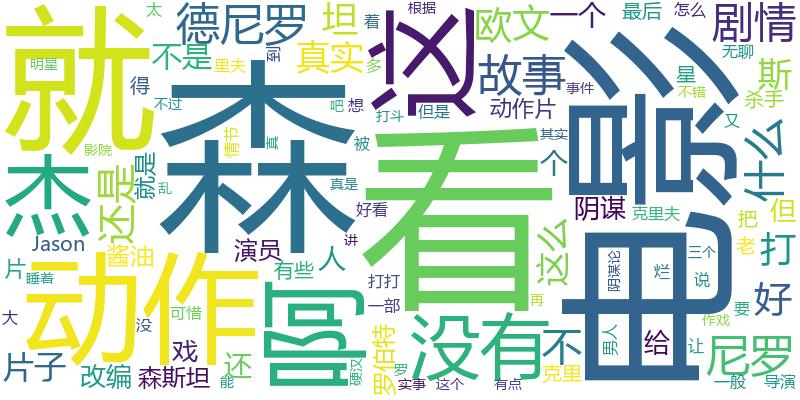 就
森
看
电影
这
动作
杰
啊
没有
故事
德尼罗
坦
欧文
一个
最后
怎么
剧情
无聊
太
明星
不是
得
里夫
真实
着
到
多
根据
不过
吧
想
打斗
但是
动作片
星
事件
不错
杀手
斯
又
影院
乱
情节
真
被
其实
还是
就是
真是
好看
个
什么
阴谋
克里夫
把
但
老
打
Jason
酱油
演员
讲
这么
阴谋论
烂
三个
说
片
睡着
有些
人
打打
一部
再
好
大
可惜
没
罗伯特
不
男人
给
作戏
要
让
尼罗
片子
改编
戏
森斯坦
还
能
硬汉
罗
实事
这个
有点
克里
一般
导演